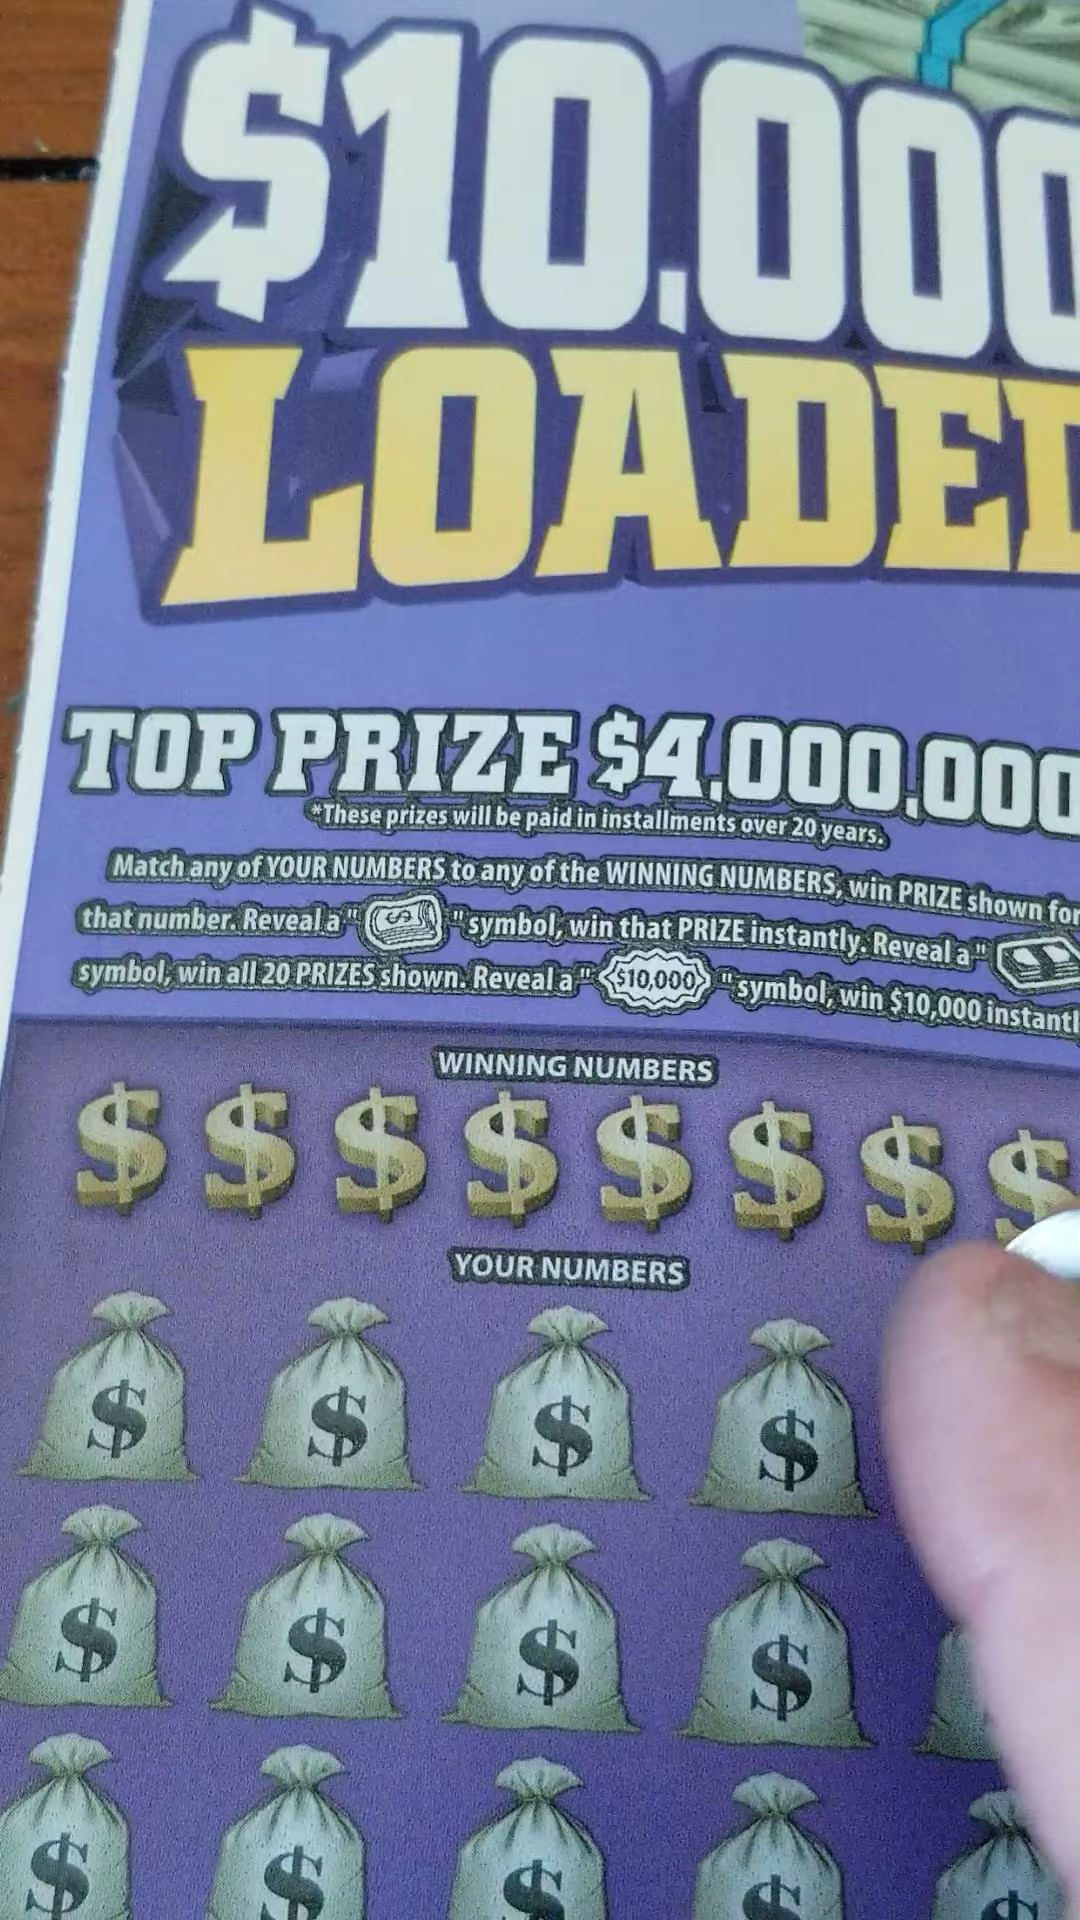 $10,000
LOADED
TOP PRIZE $4,000,000
*These prizes will be paid in installments over 20 years.
Match any of YOUR NUMBERS to any of the WINNING NUMBERS, win PRIZE shown for
that number. Reveal a " $ " symbol, win that PRIZE instantly. Reveal a "
symbol, win all 20 PRIZES shown. Reveal a " $10,000 " symbol, win $10,000 instantl
WINNING NUMBERS
$ $ $ $ $ $ $ $
YOUR NUMBERS
$ $ $ $
$ $ $ $
$ $ $ $ $